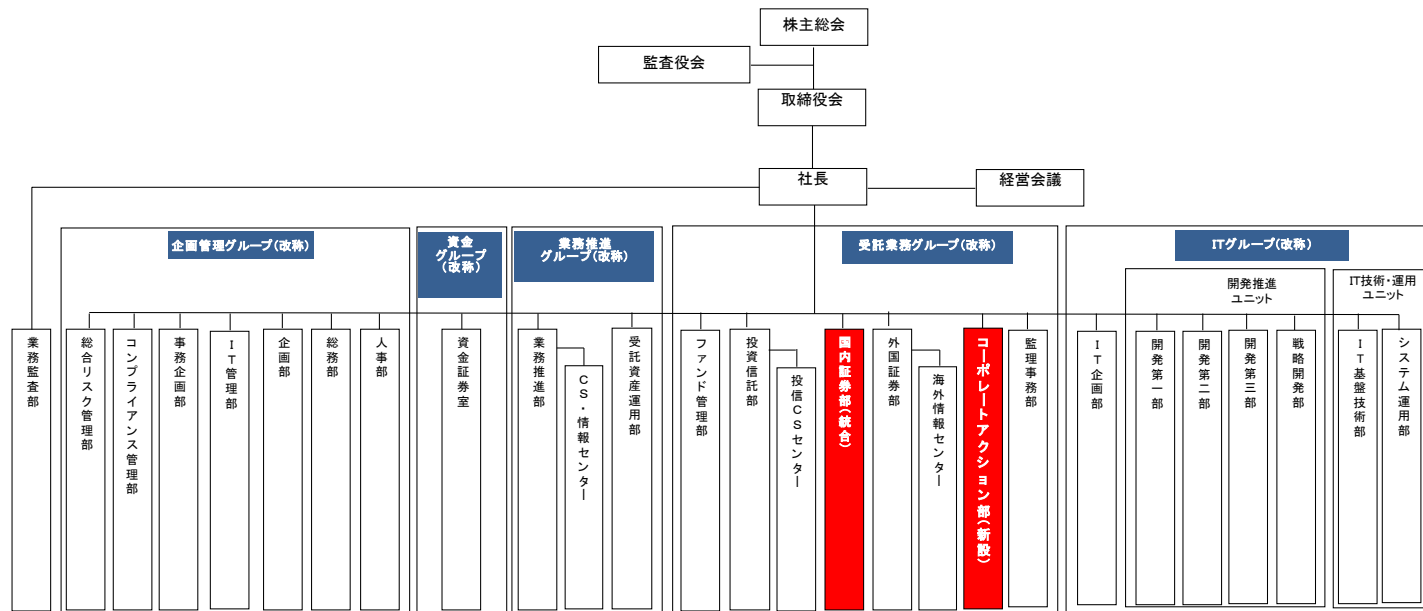 株主総会
監査役会
取締役会
社長
経営会議
企画管理グループ(改称)
資金
グループ
(改称)
業務推進
グループ(改称)
受託業務グループ(改称)
ITグループ(改称)
開発推進
ユニット
IT技術・運用
ユニット
業務監査部
総合リスク管理部
コンプライアンス管理部
事務企画部
IT管理部
企画部
総務部
人事部
資金証券室
業務推進部
CS・情報センター
受託資産運用部
ファンド管理部
投資信託部
投信CSセンター
国内証券部(統合)
外国証券部
海外情報センター
コーポレートアクション部(新設)
監理事務部
IT企画部
開発第一部
開発第二部
開発第三部
戦略開発部
IT基盤技術部
システム運用部